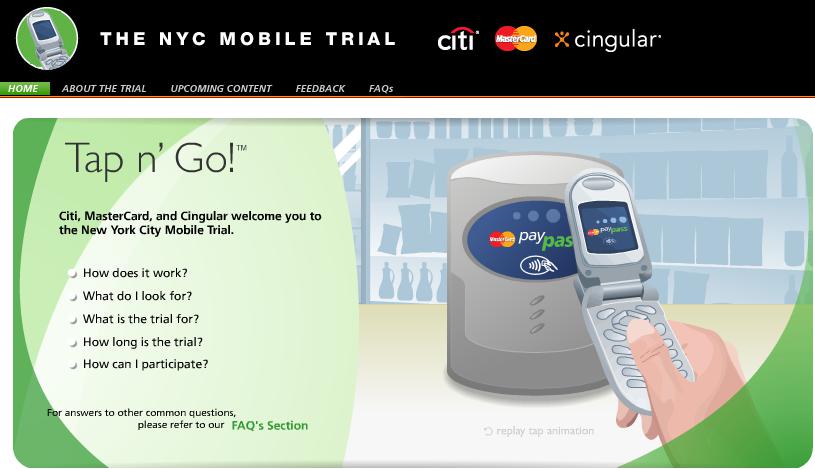 THE NYC MOBILE TRIAL
citi
MasterCard
cingular
HOME ABOUT THE TRIAL UPCOMING CONTENT FEEDBACK FAQs
Tap n' Go!™
Citi, MasterCard, and Cingular welcome you to
the New York City Mobile Trial.
How does it work?
What do I look for?
What is the trial for?
How long is the trial?
How can I participate?
For answers to other common questions,
please refer to our FAQ's Section
MasterCard paypas
MasterCard paypass
replay tap animation